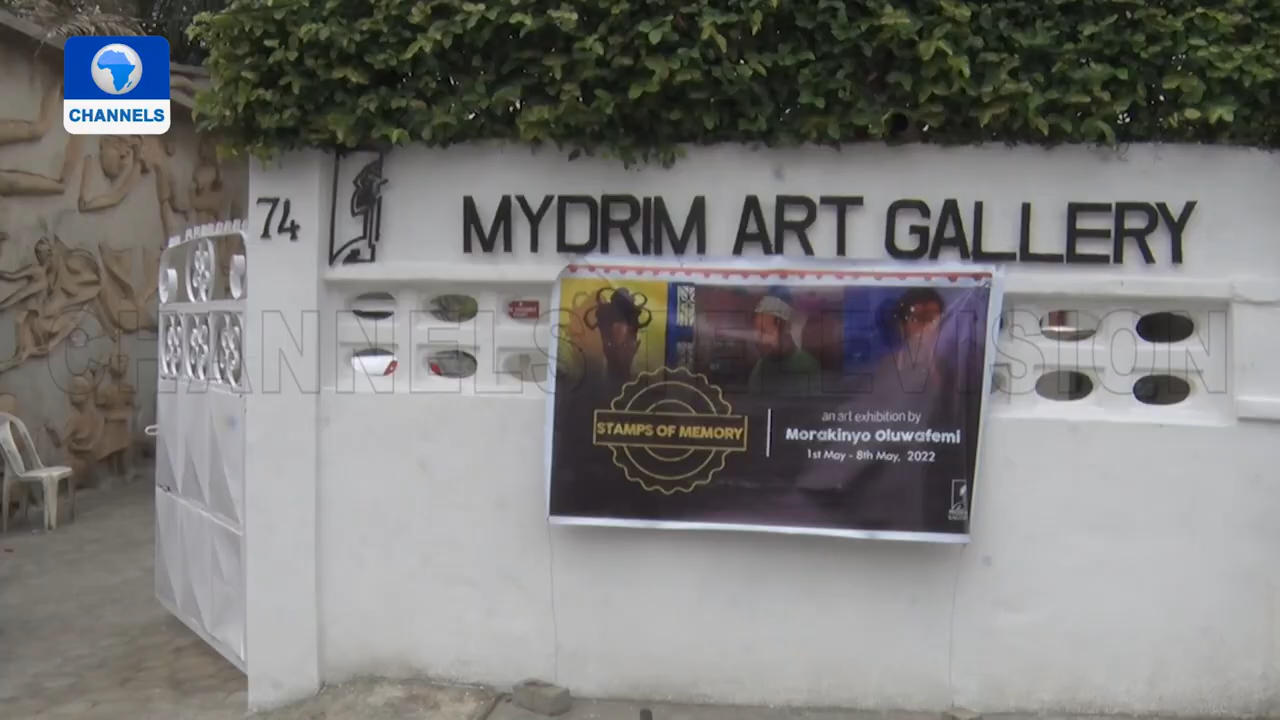 CHANNELS
74
MYDRIM ART GALLERY
CHANNELS TELEVISION
STAMPS OF MEMORY
an art exhibition by
Morakinyo Oluwafemi
1st May - 8th May, 2022